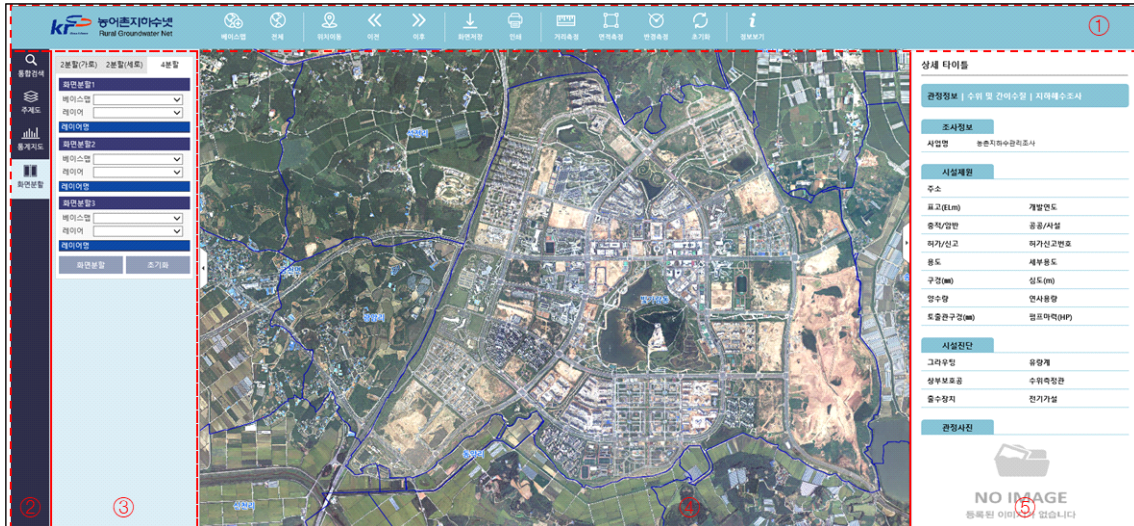 농어촌지하수넷
Rural Groundwater Net
베이스맵 전체 위치이동 이전 이후 화면저장 인쇄 거리측정 면적측정 반경측정 초기화 정보보기
①
통합검색
주제도
통계지도
화면분할
②
2분할(가로) 2분할(세로) 4분할
화면분할1
베이스맵
레이어
레이어명
화면분할2
베이스맵
레이어
레이어명
화면분할3
베이스맵
레이어
레이어명
화면분할 초기화
③
④
상세 타이틀
관정정보 | 수위 및 간이수질 | 지하해수조사
조사정보
사업명 농촌지하수관리조사
시설제원
주소
표고(EL.m) 개발연도
충적/암반 공공/사설
허가/신고 허가신고번호
용도 세부용도
구경(㎜) 심도(m)
양수량 연사용량
토출관구경(㎜) 펌프마력(HP)
시설진단
그라우팅 유량계
상부보호공 수위측정관
출수장치 전기가설
관정사진
NO IMAGE
등록된 이미지가 없습니다
⑤